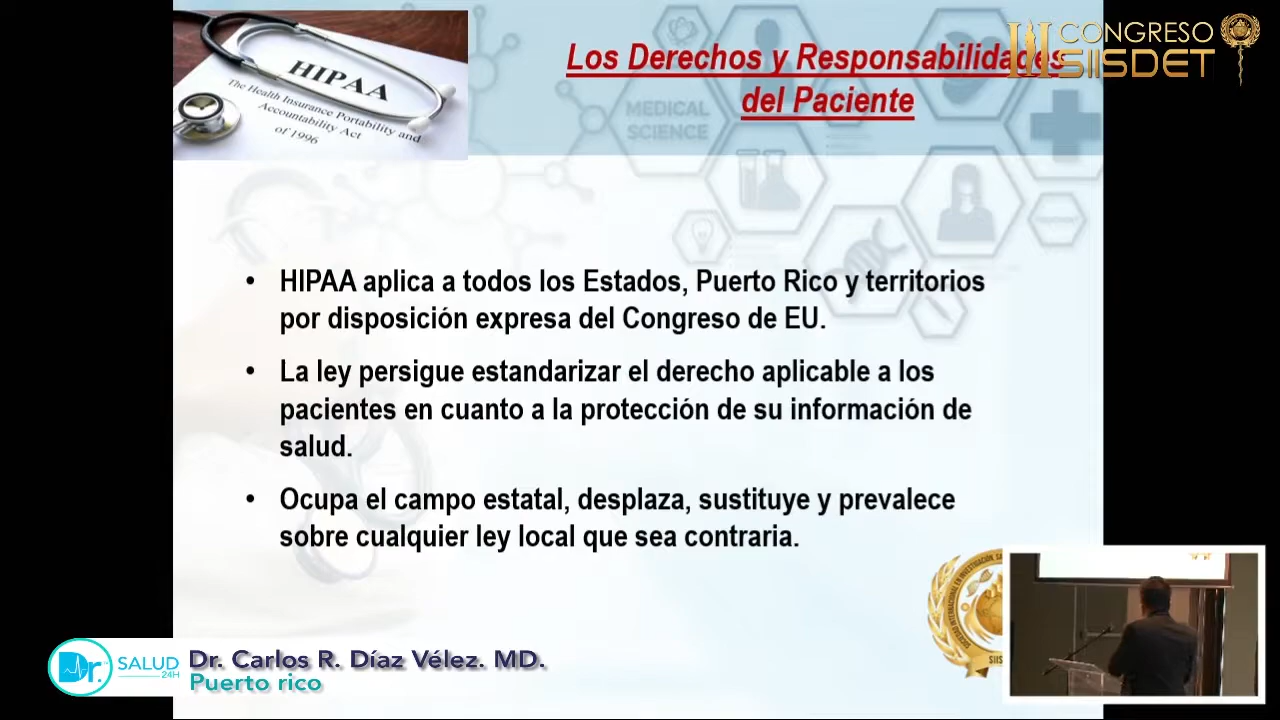 HIPAA
The Health Insurance Portability and
Accountability Act
of 1996
Los Derechos y Responsabilidades
del Paciente
III CONGRESO
SIISDET
MEDICAL
SCIENCE
• HIPAA aplica a todos los Estados, Puerto Rico y territorios
por disposición expresa del Congreso de EU.
• La ley persigue estandarizar el derecho aplicable a los
pacientes en cuanto a la protección de su información de
salud.
• Ocupa el campo estatal, desplaza, sustituye y prevalece
sobre cualquier ley local que sea contraria.
Dr.
SALUD
24H
Dr. Carlos R. Díaz Vélez. MD.
Puerto rico